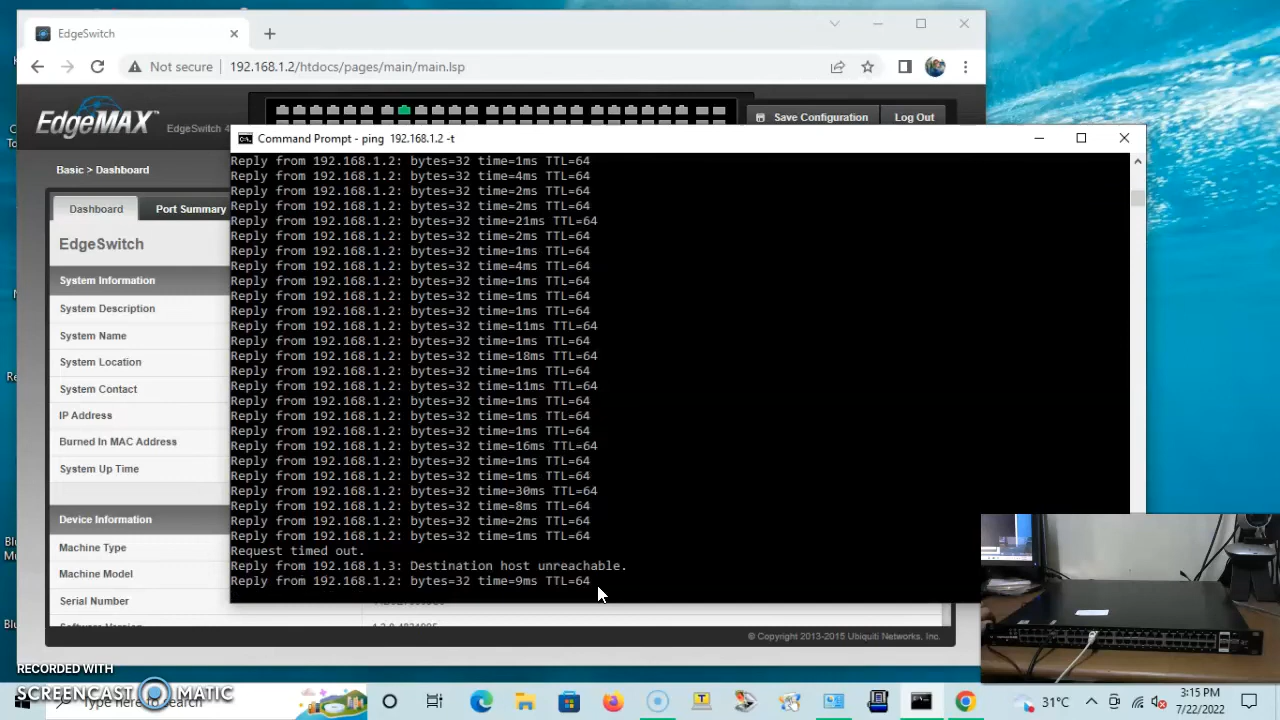 EdgeSwitch
Not secure
192.168.1.2/htdocs/pages/main/main.lsp
EdgeMAX
EdgeSwitch 4
Save Configuration
Log Out
Command Prompt - ping 192.168.1.2 -t
Basic > Dashboard
Dashboard
Port Summary
EdgeSwitch
System Information
System Description
System Name
System Location
System Contact
IP Address
Burned In MAC Address
System Up Time
Device Information
Machine Type
Machine Model
Serial Number
Reply from 192.168.1.2: bytes=32 time=1ms TTL=64
Reply from 192.168.1.2: bytes=32 time=4ms TTL=64
Reply from 192.168.1.2: bytes=32 time=2ms TTL=64
Reply from 192.168.1.2: bytes=32 time=2ms TTL=64
Reply from 192.168.1.2: bytes=32 time=21ms TTL=64
Reply from 192.168.1.2: bytes=32 time=2ms TTL=64
Reply from 192.168.1.2: bytes=32 time=1ms TTL=64
Reply from 192.168.1.2: bytes=32 time=4ms TTL=64
Reply from 192.168.1.2: bytes=32 time=1ms TTL=64
Reply from 192.168.1.2: bytes=32 time=1ms TTL=64
Reply from 192.168.1.2: bytes=32 time=1ms TTL=64
Reply from 192.168.1.2: bytes=32 time=11ms TTL=64
Reply from 192.168.1.2: bytes=32 time=1ms TTL=64
Reply from 192.168.1.2: bytes=32 time=18ms TTL=64
Reply from 192.168.1.2: bytes=32 time=1ms TTL=64
Reply from 192.168.1.2: bytes=32 time=11ms TTL=64
Reply from 192.168.1.2: bytes=32 time=1ms TTL=64
Reply from 192.168.1.2: bytes=32 time=1ms TTL=64
Reply from 192.168.1.2: bytes=32 time=1ms TTL=64
Reply from 192.168.1.2: bytes=32 time=16ms TTL=64
Reply from 192.168.1.2: bytes=32 time=1ms TTL=64
Reply from 192.168.1.2: bytes=32 time=1ms TTL=64
Reply from 192.168.1.2: bytes=32 time=30ms TTL=64
Reply from 192.168.1.2: bytes=32 time=8ms TTL=64
Reply from 192.168.1.2: bytes=32 time=2ms TTL=64
Reply from 192.168.1.2: bytes=32 time=1ms TTL=64
Request timed out.
Reply from 192.168.1.3: Destination host unreachable.
Reply from 192.168.1.2: bytes=32 time=9ms TTL=64
© Copyright 2013-2015 Ubiquiti Networks, Inc.
RECORDED WITH
SCREENCAST-O-MATIC
Type here to search
31°C
3:15 PM
7/22/2022